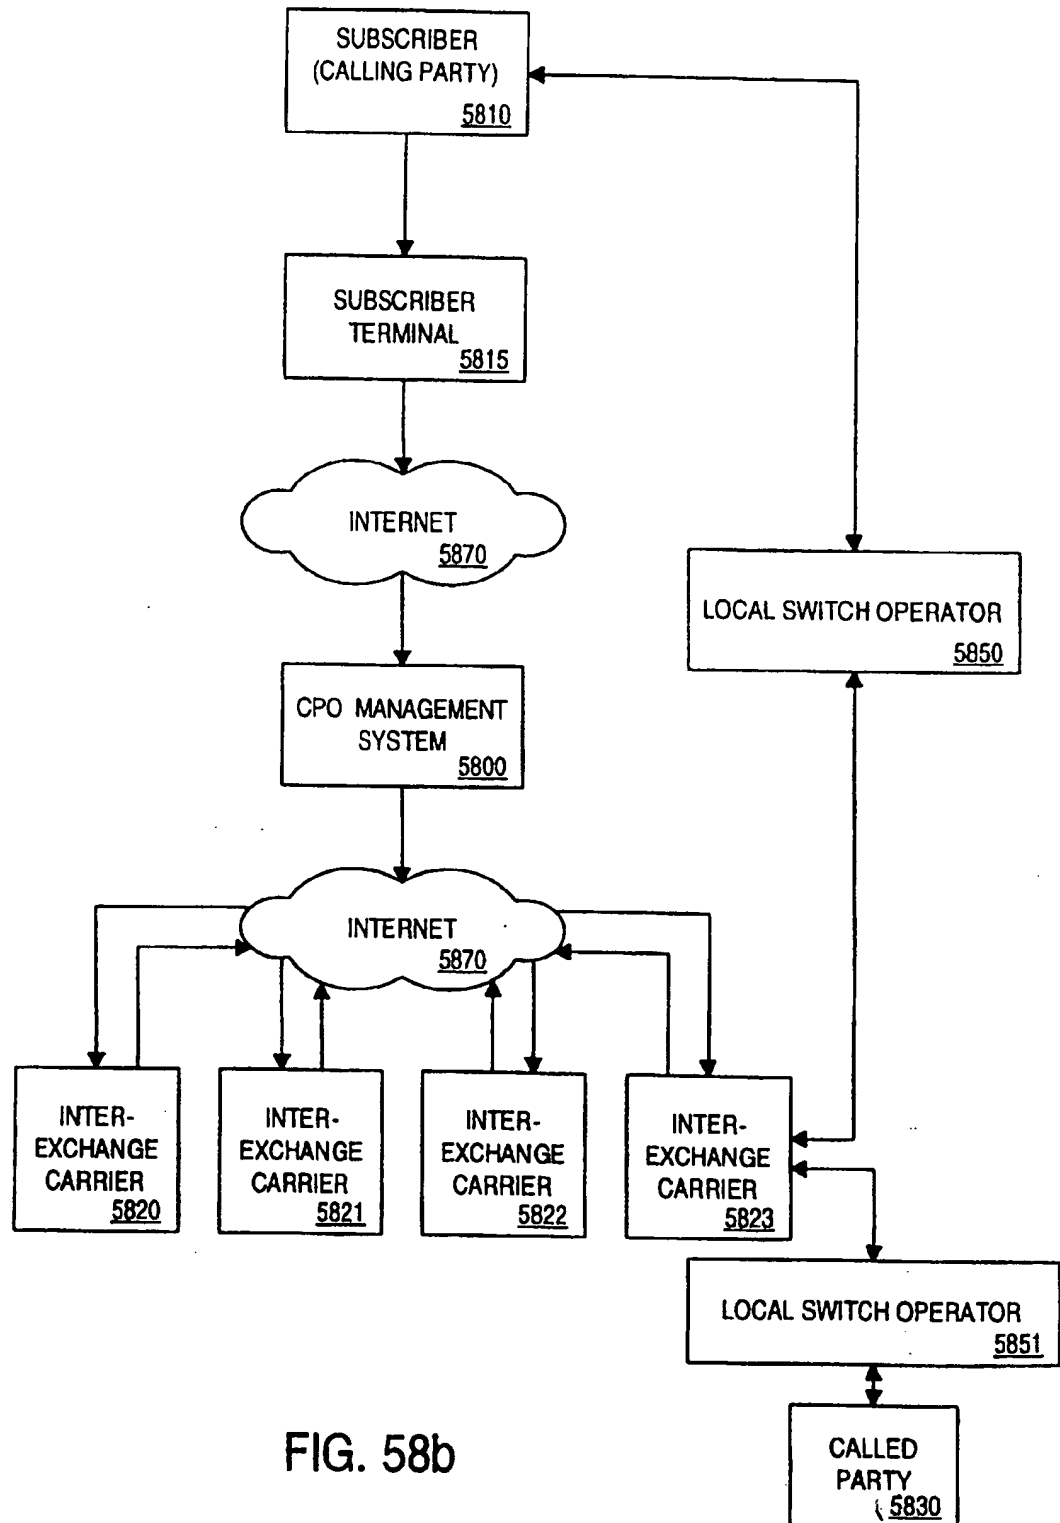 SUBSCRIBER
(CALLING PARTY)
5810
SUBSCRIBER
TERMINAL
5815
INTERNET
5870
LOCAL SWITCH OPERATOR
5850
CPO MANAGEMENT
SYSTEM
5800
INTERNET
5870
INTER-
EXCHANGE
CARRIER
5820
INTER-
EXCHANGE
CARRIER
5821
INTER-
EXCHANGE
CARRIER
5822
INTER-
EXCHANGE
CARRIER
5823
LOCAL SWITCH OPERATOR
5851
CALLED
PARTY
5830
FIG. 58b